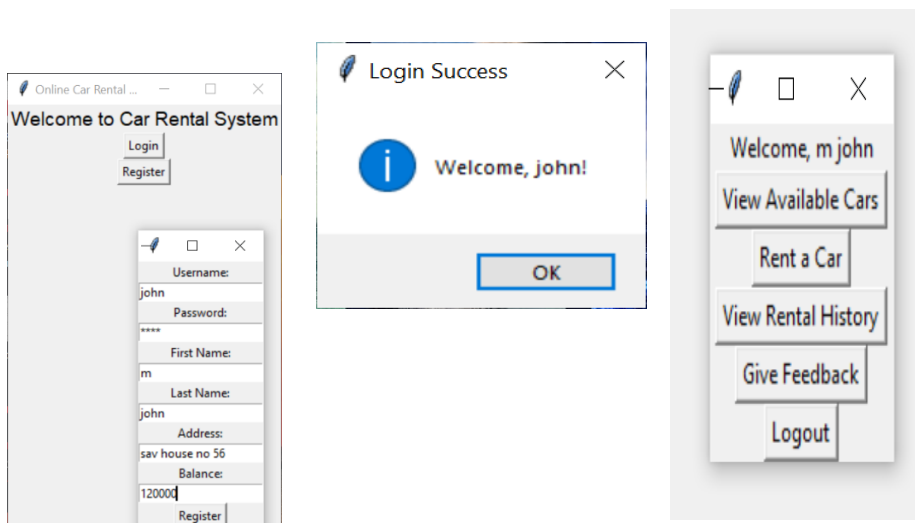 Online Car Rental ...
Welcome to Car Rental System
Login
Register
Username:
john
Password:
****
First Name:
m
Last Name:
john
Address:
sav house no 56
Balance:
120000
Register
Login Success
Welcome, john!
OK
Welcome, m john
View Available Cars
Rent a Car
View Rental History
Give Feedback
Logout